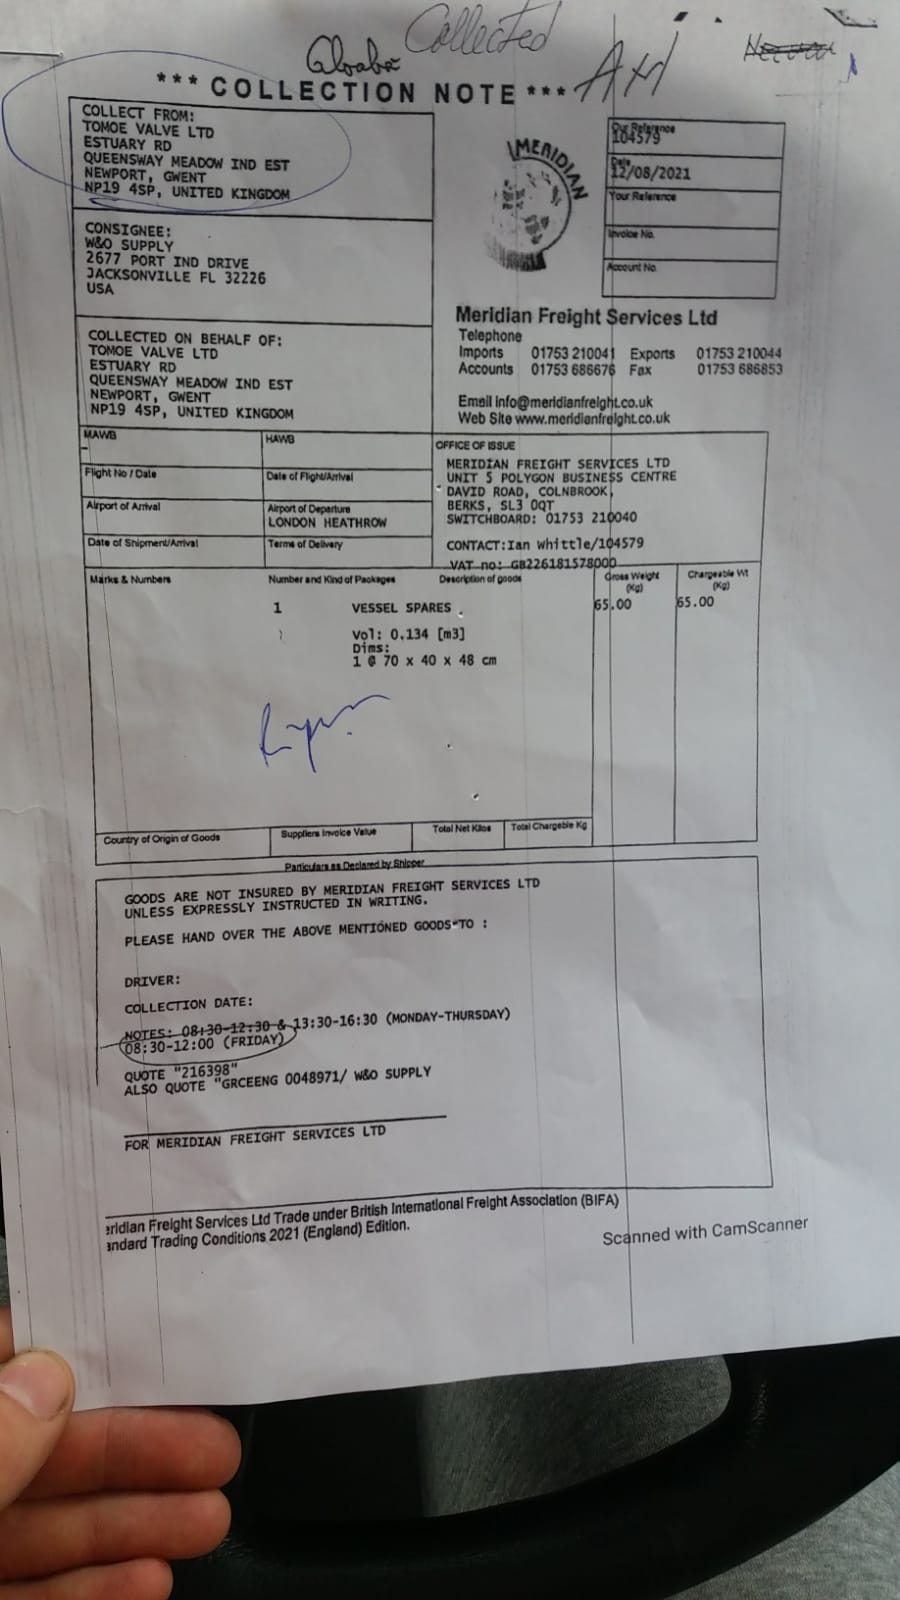 Collected
*** COLLECTION NOTE ***
COLLECT FROM:
TOMOE VALVE LTD
ESTUARY RD
QUEENSWAY MEADOW IND EST
NEWPORT, GWENT
NP19 4SP, UNITED KINGDOM
MERIDIAN
Our Reference
104579
Date
12/08/2021
Your Reference
Invoice No.
Account No.
CONSIGNEE:
W&O SUPPLY
2677 PORT IND DRIVE
JACKSONVILLE FL 32226
USA
Meridian Freight Services Ltd
Telephone
Imports 01753 210041 Exports 01753 210044
Accounts 01753 686676 Fax 01753 686853
Email info@meridianfreight.co.uk
Web Site www.meridianfreight.co.uk
COLLECTED ON BEHALF OF:
TOMOE VALVE LTD
ESTUARY RD
QUEENSWAY MEADOW IND EST
NEWPORT, GWENT
NP19 4SP, UNITED KINGDOM
MAWB HAWB
-
Flight No / Date Date of Flight/Arrival
Airport of Arrival Airport of Departure
LONDON HEATHROW
Date of Shipment/Arrival Terms of Delivery
OFFICE OF ISSUE
MERIDIAN FREIGHT SERVICES LTD
UNIT 5 POLYGON BUSINESS CENTRE
DAVID ROAD, COLNBROOK,
BERKS, SL3 0QT
SWITCHBOARD: 01753 210040
CONTACT:Ian Whittle/104579
VAT no: GB226181578000
Marks & Numbers Number and Kind of Packages Description of goods Gross Weight (Kg) Chargeable Wt (Kg)
1 VESSEL SPARES 65.00 65.00
Vol: 0.134 [m3]
Dims:
1 @ 70 x 40 x 48 cm
Country of Origin of Goods Suppliers Invoice Value Total Net Kilos Total Chargeable Kg
Particulars as Declared by Shipper
GOODS ARE NOT INSURED BY MERIDIAN FREIGHT SERVICES LTD
UNLESS EXPRESSLY INSTRUCTED IN WRITING.
PLEASE HAND OVER THE ABOVE MENTIONED GOODS TO :
DRIVER:
COLLECTION DATE:
NOTES: 08:30-12:30 & 13:30-16:30 (MONDAY-THURSDAY)
08:30-12:00 (FRIDAY)
QUOTE "216398"
ALSO QUOTE "GRCEENG 0048971/ W&O SUPPLY
FOR MERIDIAN FREIGHT SERVICES LTD
eridian Freight Services Ltd Trade under British International Freight Association (BIFA)
andard Trading Conditions 2021 (England) Edition.
Scanned with CamScanner